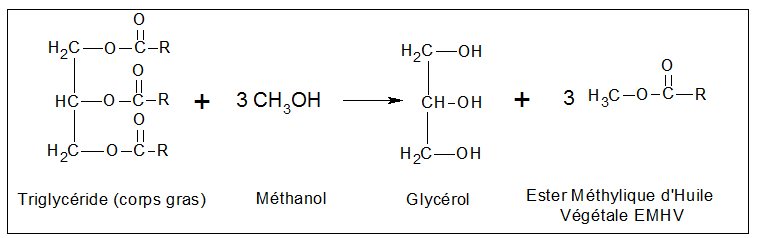 O
H₂C—O—C—R
O
HC—O—C—R
O
H₂C—O—C—R
+
3 CH₃OH
H₂C—OH
CH–OH
H₂C—OH
+
3
O
H₃C–O–C—R
Triglycéride (corps gras)
Méthanol
Glycérol
Ester Méthylique d'Huile
Végétale EMHV